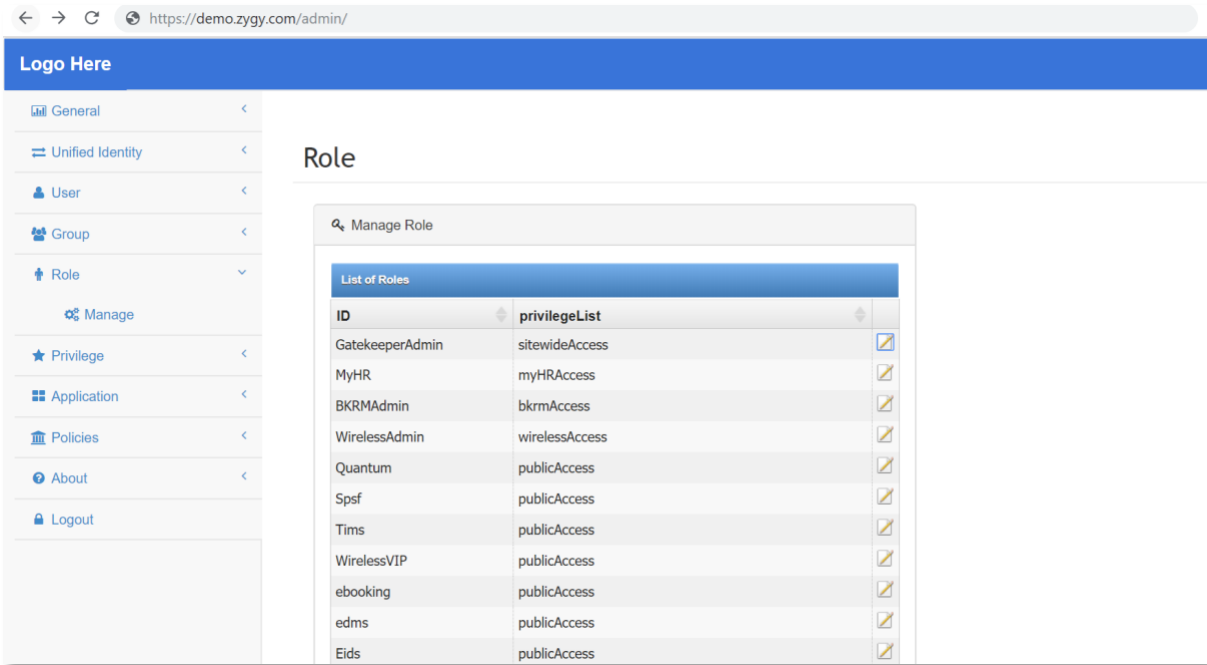 https://demo.zygy.com/admin/
Logo Here
General
Unified Identity
User
Group
Role
Manage
Privilege
Application
Policies
About
Logout
Role
Manage Role
List of Roles
ID privilegeList
GatekeeperAdmin sitewideAccess
MyHR myHRAccess
BKRMAdmin bkrmAccess
WirelessAdmin wirelessAccess
Quantum publicAccess
Spsf publicAccess
Tims publicAccess
WirelessVIP publicAccess
ebooking publicAccess
edms publicAccess
Eids publicAccess